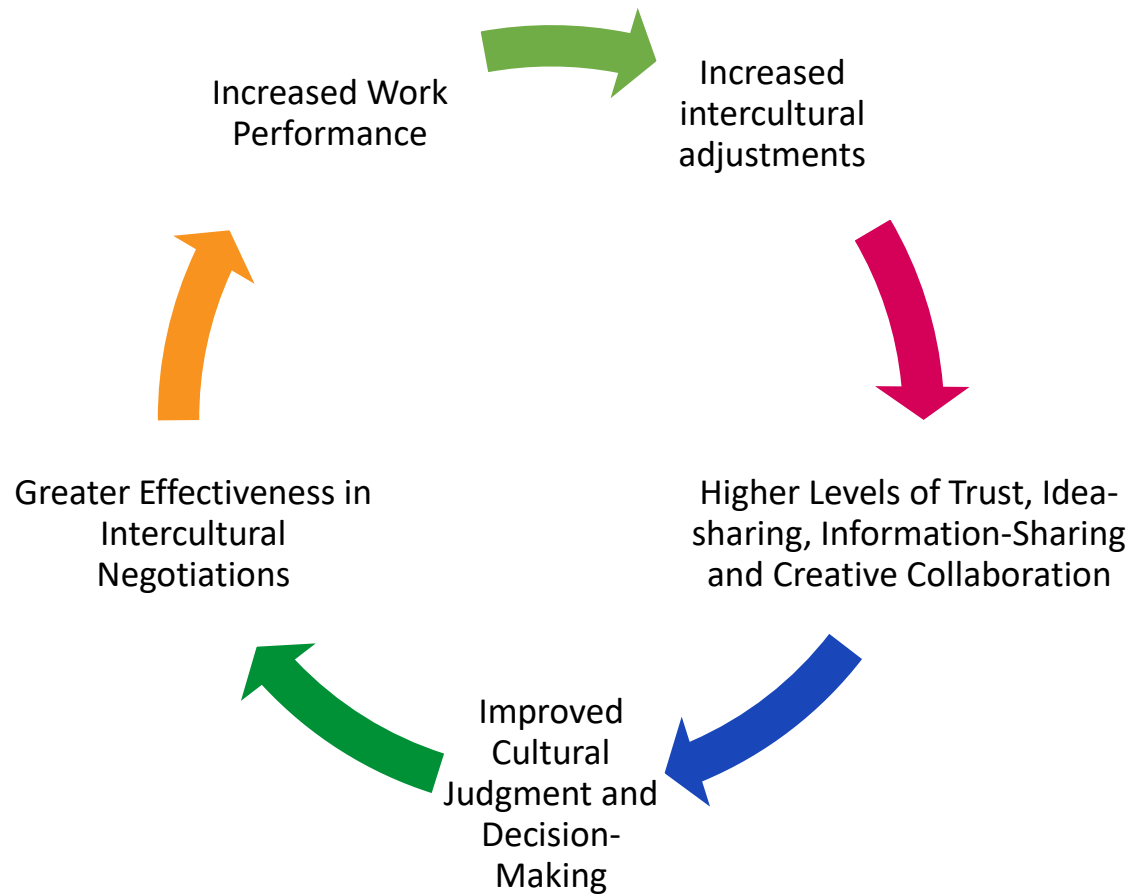 Increased Work
Performance
Increased
intercultural
adjustments
Higher Levels of Trust, Idea-
sharing, Information-Sharing
and Creative Collaboration
Improved
Cultural
Judgment and
Decision-
Making
Greater Effectiveness in
Intercultural
Negotiations